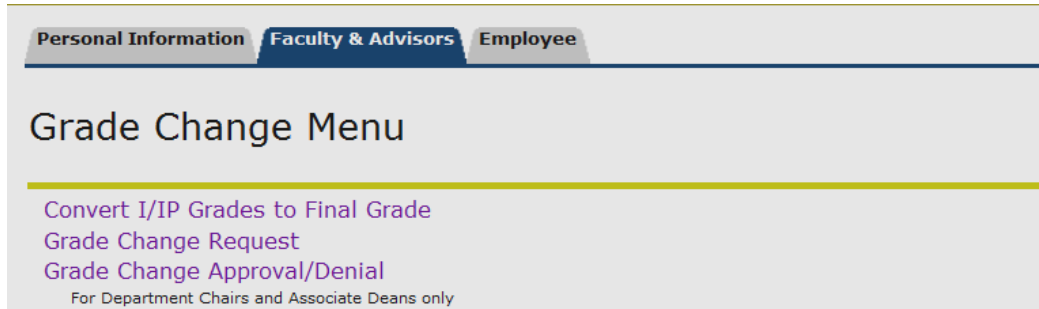 Personal Information Faculty & Advisors Employee
Grade Change Menu
Convert I/IP Grades to Final Grade
Grade Change Request
Grade Change Approval/Denial
For Department Chairs and Associate Deans only